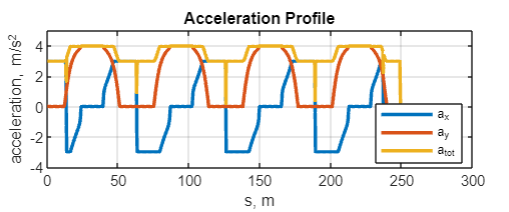 Acceleration Profile
acceleration, m/s²
4
2
0
-2
-4
0 50 100 150 200 250 300
s, m
aₓ
a_y
a_tot